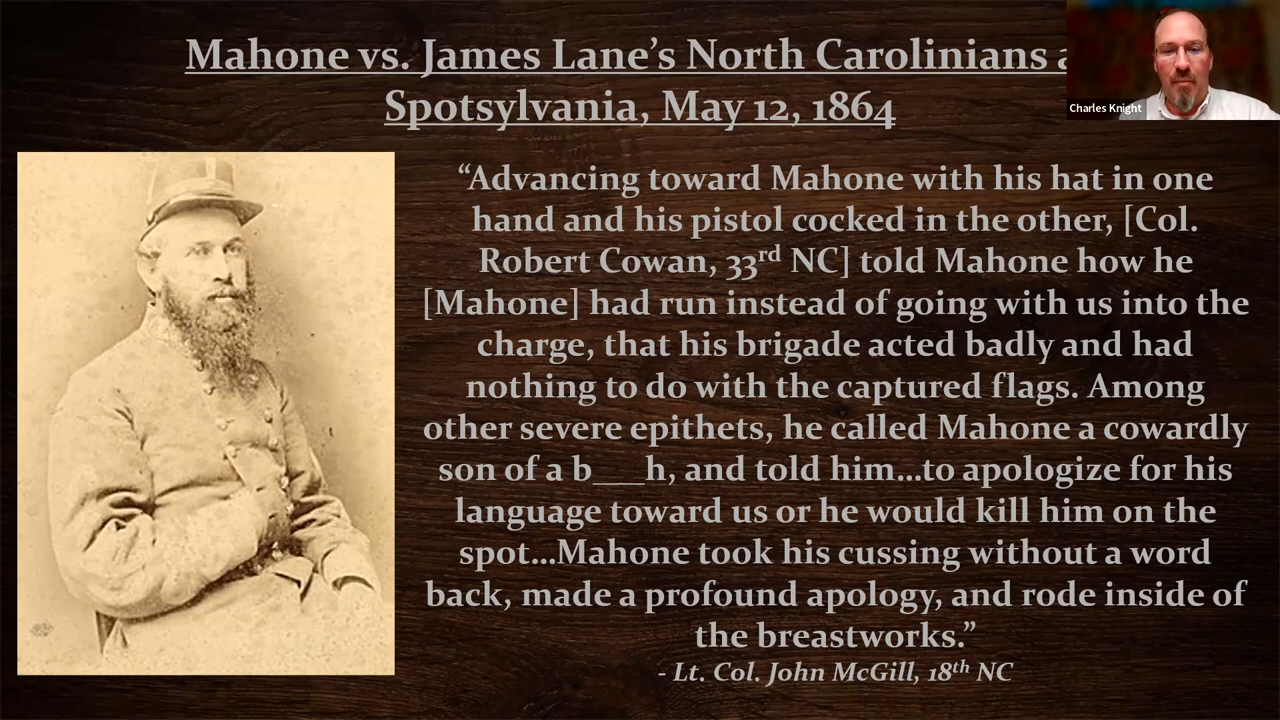 Mahone vs. James Lane’s North Carolinians
Spotsylvania, May 12, 1864
Charles Knight
“Advancing toward Mahone with his hat in one
hand and his pistol cocked in the other, [Col.
Robert Cowan, 33rd NC] told Mahone how he
[Mahone] had run instead of going with us into the
charge, that his brigade acted badly and had
nothing to do with the captured flags. Among
other severe epithets, he called Mahone a cowardly
son of a b___h, and told him...to apologize for his
language toward us or he would kill him on the
spot...Mahone took his cussing without a word
back, made a profound apology, and rode inside of
the breastworks.”
- Lt. Col. John McGill, 18th NC